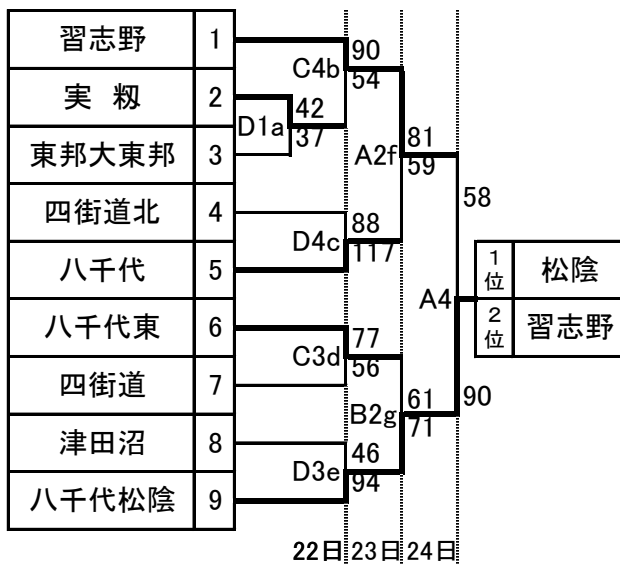 習志野 1
実 籾 2
東邦大東邦 3
四街道北 4
八千代 5
八千代東 6
四街道 7
津田沼 8
八千代松陰 9
D1a 42
37
C4b 90
54
D4c 88
117
C3d 77
56
D3e 46
94
A2f 81
59
B2g 61
71
A4 58
90
1位 松陰
2位 習志野
22日 23日 24日